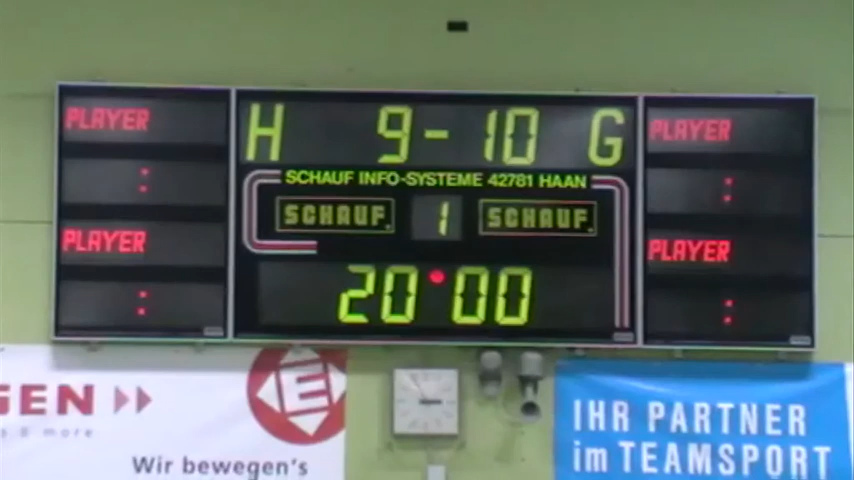 PLAYER
:
PLAYER
:
H 9-10 G
SCHAUF INFO-SYSTEME 42781 HAAN
SCHAUF. 1 SCHAUF.
20:00
PLAYER
:
PLAYER
:
& more
Wir bewegen's
E
IHR PARTNER
im TEAMSPORT